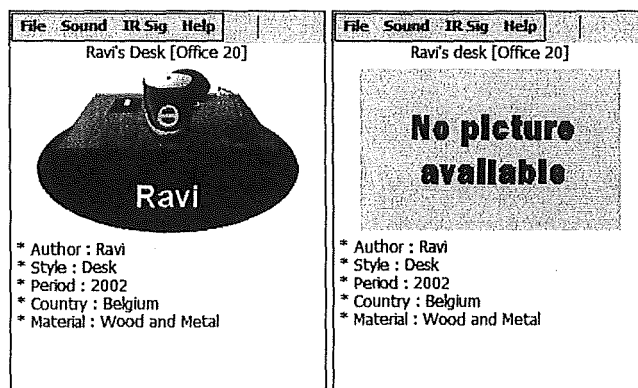 File Sound IR Sig Help
Ravi's Desk [Office 20]
Ravi
* Author : Ravi
* Style : Desk
* Period : 2002
* Country : Belgium
* Material : Wood and Metal
File Sound IR Sig Help
Ravi's desk [Office 20]
No picture
available
* Author : Ravi
* Style : Desk
* Period : 2002
* Country : Belgium
* Material : Wood and Metal